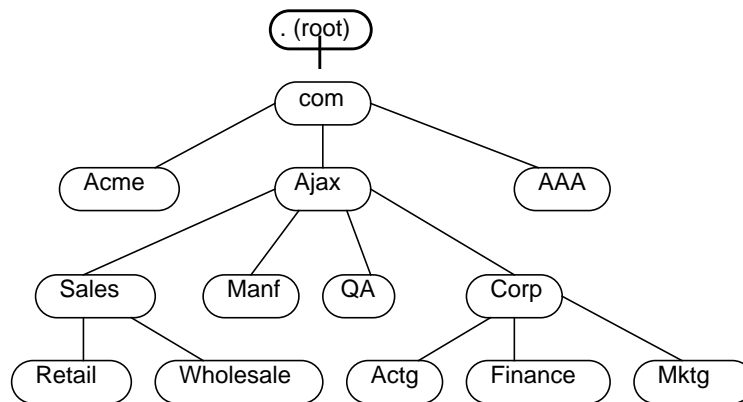 . (root)
com
Acme Ajax AAA
Sales Manf QA Corp
Retail Wholesale Actg Finance Mktg